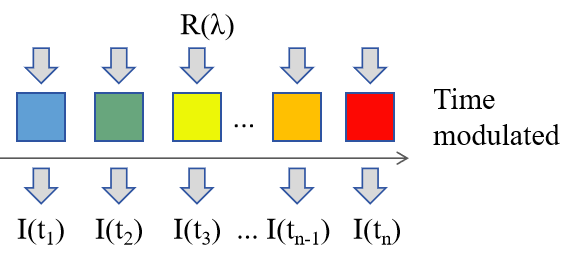 R(λ)
...
Time
modulated
I(t₁) I(t₂) I(t₃) ... I(tₙ₋₁) I(tₙ)